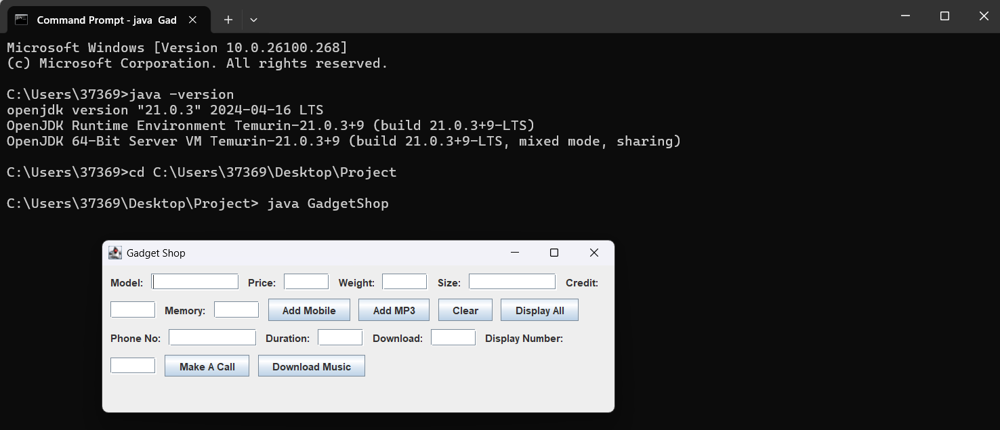 Command Prompt - java Gad
Microsoft Windows [Version 10.0.26100.268]
(c) Microsoft Corporation. All rights reserved.
C:\Users\37369>java -version
openjdk version "21.0.3" 2024-04-16 LTS
OpenJDK Runtime Environment Temurin-21.0.3+9 (build 21.0.3+9-LTS)
OpenJDK 64-Bit Server VM Temurin-21.0.3+9 (build 21.0.3+9-LTS, mixed mode, sharing)
C:\Users\37369>cd C:\Users\37369\Desktop\Project
C:\Users\37369\Desktop\Project> java GadgetShop
Gadget Shop
Model: Price: Weight: Size: Credit:
Memory: Add Mobile Add MP3 Clear Display All
Phone No: Duration: Download: Display Number:
Make A Call Download Music